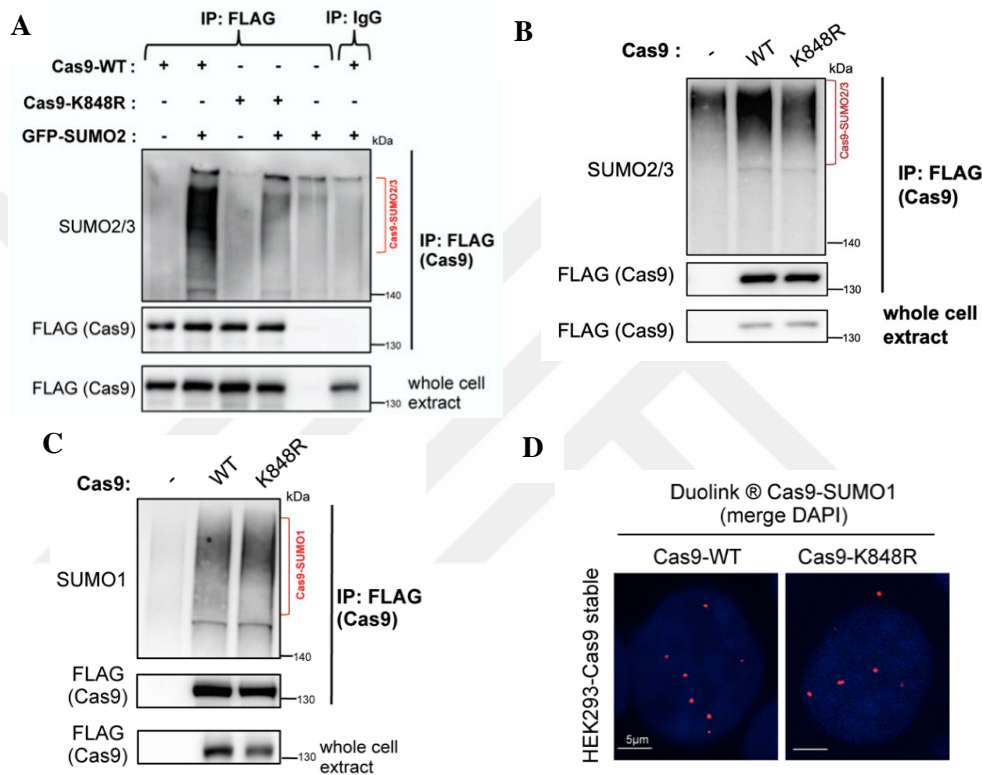 A
IP: FLAG IP: IgG
Cas9-WT : + + - - - +
Cas9-K848R : - - + + - -
GFP-SUMO2 : - + - + + +
kDa
SUMO2/3
Cas9-SUMO2/3
140
FLAG (Cas9)
130
IP: FLAG
(Cas9)
FLAG (Cas9)
130
whole cell
extract
B
Cas9 : - WT K848R
kDa
SUMO2/3
Cas9-SUMO2/3
140
FLAG (Cas9)
130
IP: FLAG
(Cas9)
FLAG (Cas9)
130
whole cell
extract
C
Cas9: - WT K848R
kDa
SUMO1
Cas9-SUMO1
140
FLAG
(Cas9)
130
IP: FLAG
(Cas9)
FLAG
(Cas9)
130
whole cell
extract
D
Duolink ® Cas9-SUMO1
(merge DAPI)
Cas9-WT Cas9-K848R
HEK293-Cas9 stable
5µm